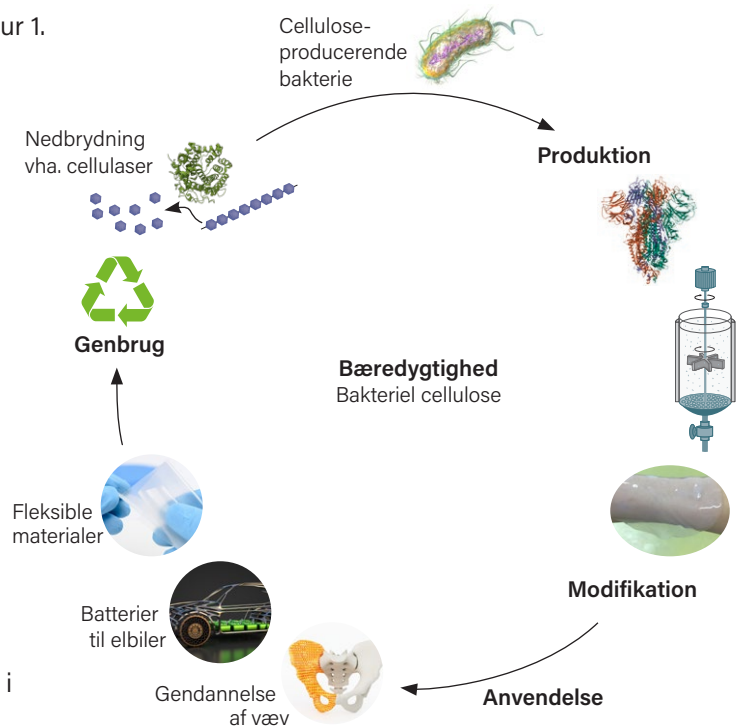 ur 1.
Cellulose-
producerende
bakterie
Nedbrydning
vha. cellulaser
Produktion
Genbrug
Bæredygtighed
Bakteriel cellulose
Fleksible
materialer
Modifikation
Batterier
til elbiler
i
Gendannelse
af væv
Anvendelse